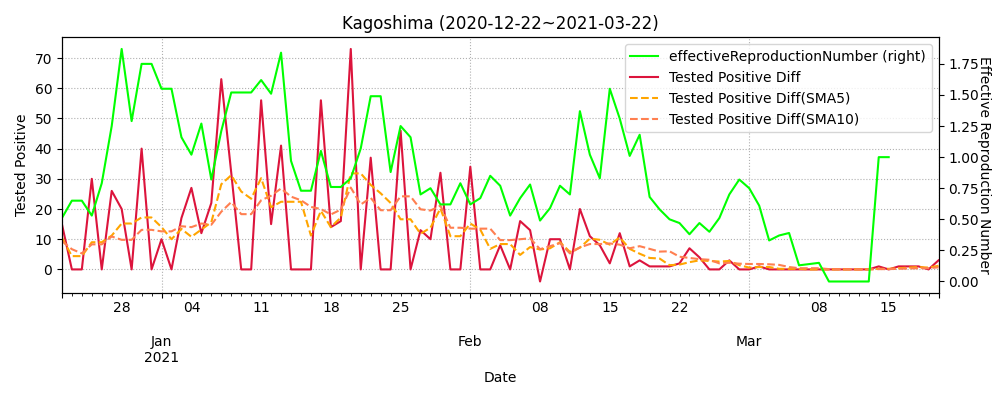 Kagoshima (2020-12-22~2021-03-22)
effectiveReproductionNumber (right)
Tested Positive Diff
Tested Positive Diff(SMA5)
Tested Positive Diff(SMA10)
Tested Positive
70
60
50
40
30
20
10
0
Effective Reproduction Number
1.75
1.50
1.25
1.00
0.75
0.50
0.25
0.00
28 04 11 18 25 08 15 22 08 15
Jan Feb Mar
2021
Date